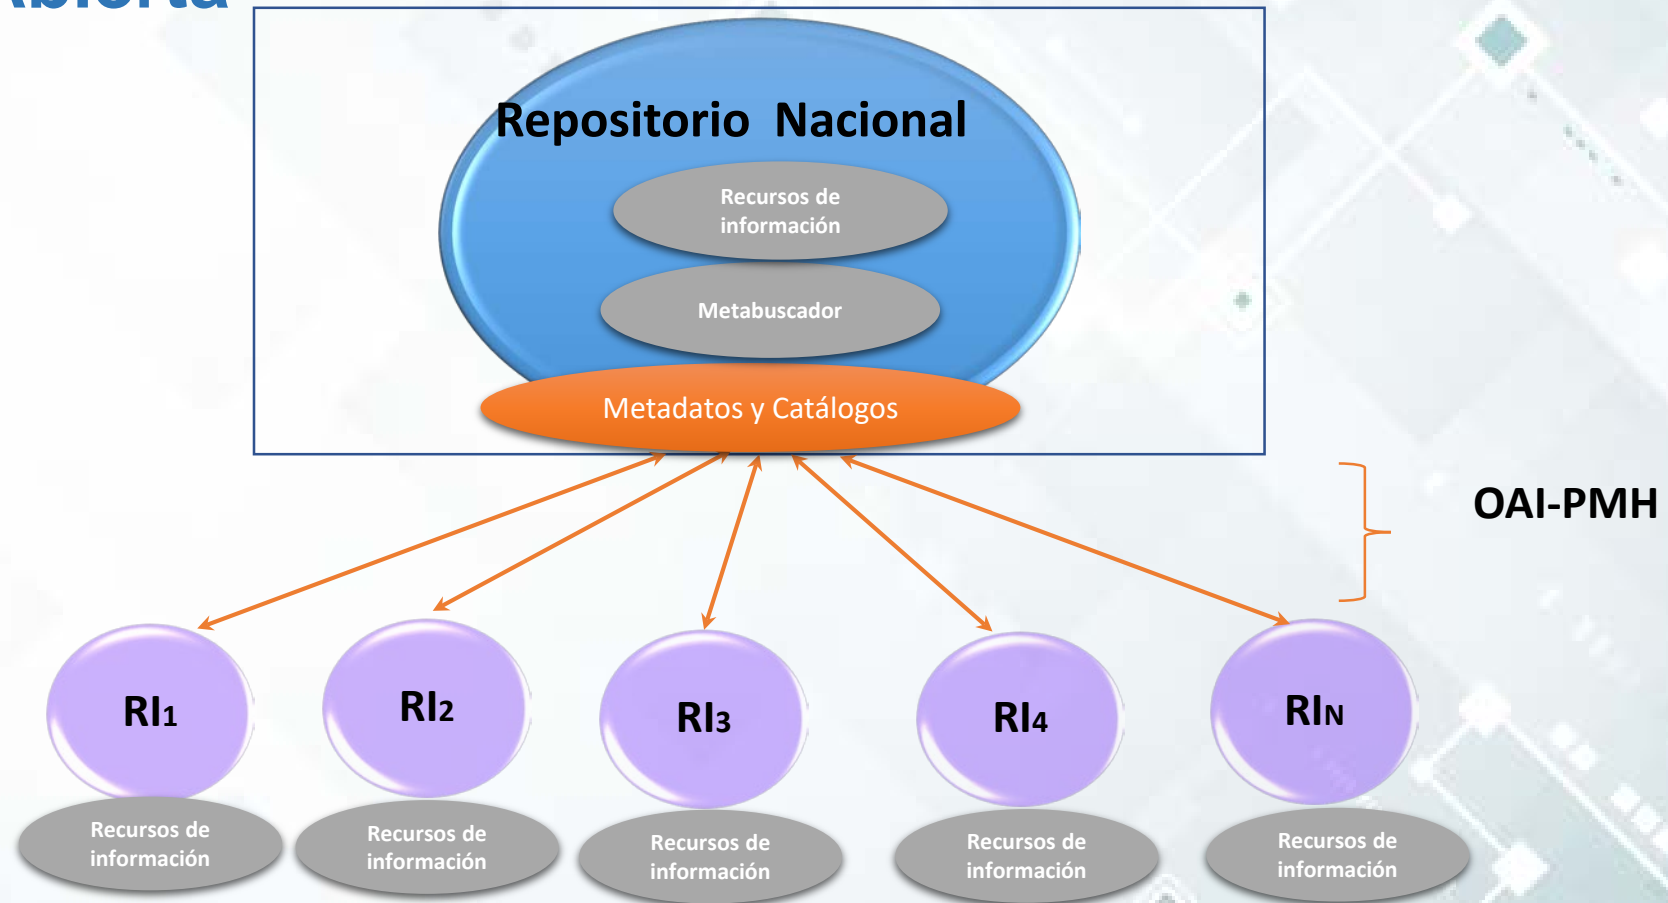 Repositorio Nacional
Recursos de
información
Metabuscador
Metadatos y Catálogos
OAI-PMH
RI1
RI2
RI3
RI4
RIN
Recursos de
información
Recursos de
información
Recursos de
información
Recursos de
información
Recursos de
información